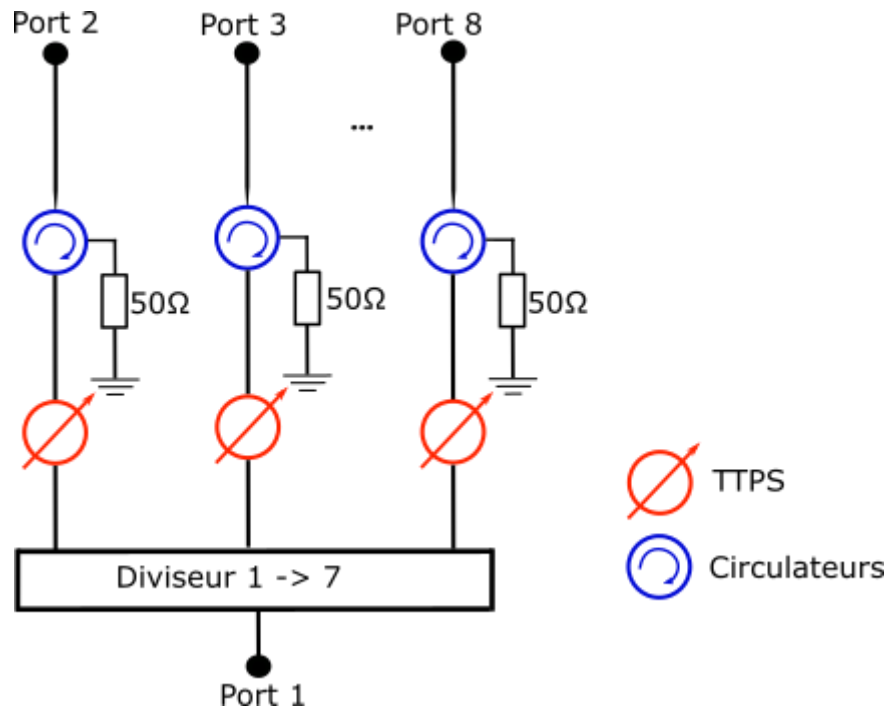 Port 2
Port 3
Port 8
...
50Ω
50Ω
50Ω
TTPS
Diviseur 1 -> 7
Circulateurs
Port 1